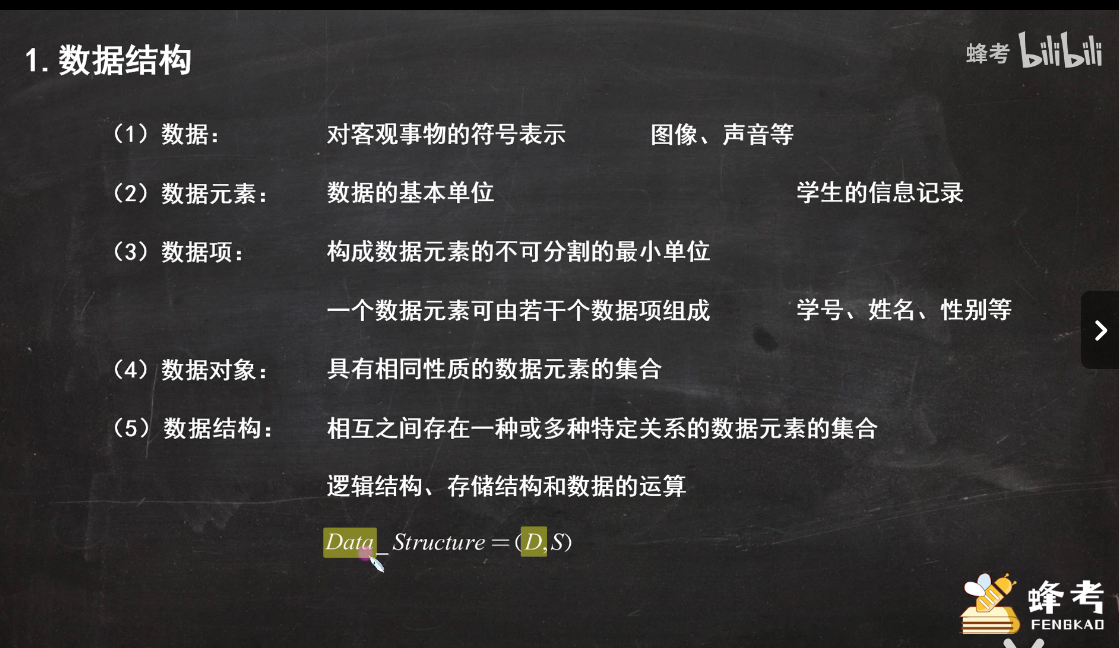 1. 数据结构
蜂考 bilibili
（1）数据： 对客观事物的符号表示 图像、声音等
（2）数据元素： 数据的基本单位 学生的信息记录
（3）数据项： 构成数据元素的不可分割的最小单位
一个数据元素可由若干个数据项组成 学号、姓名、性别等
（4）数据对象： 具有相同性质的数据元素的集合
（5）数据结构： 相互之间存在一种或多种特定关系的数据元素的集合
逻辑结构、存储结构和数据的运算
Data_Structure=(D,S)
蜂考
FENGKAO